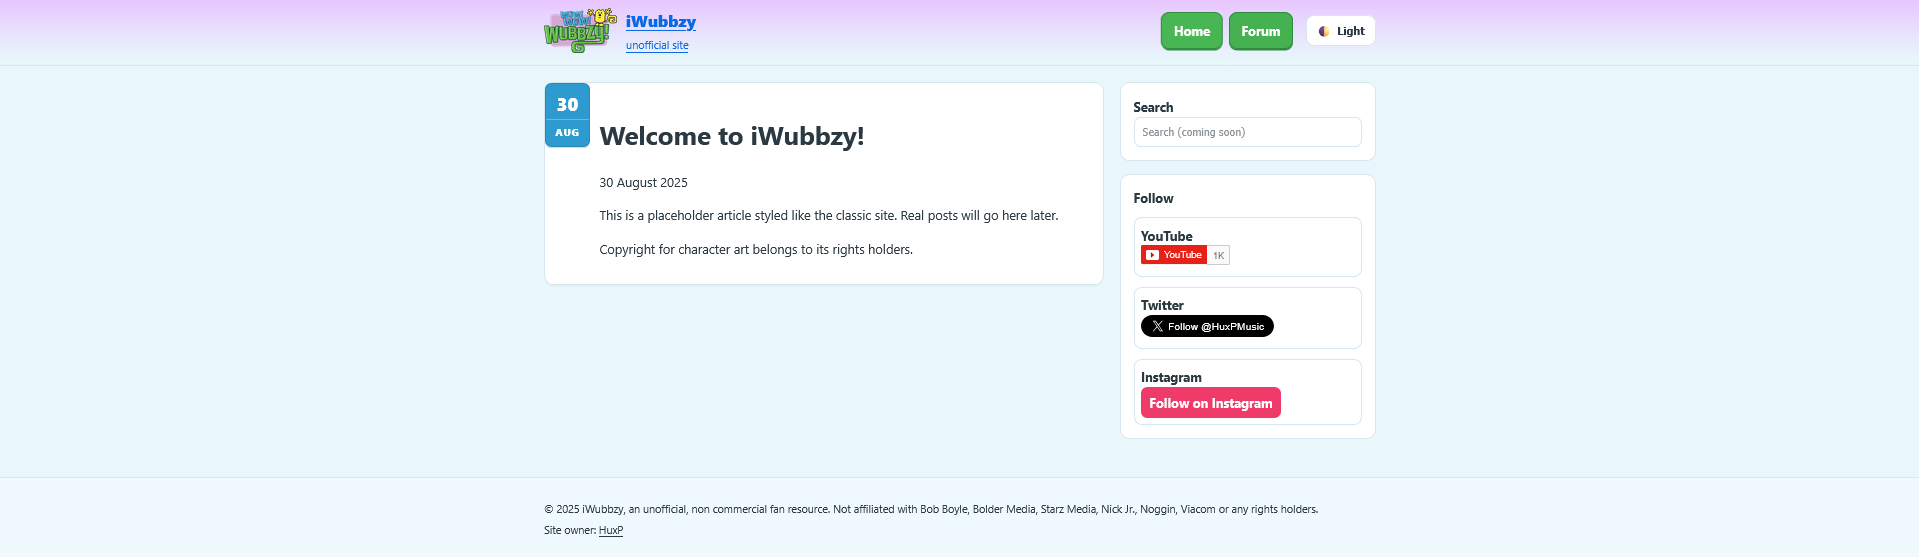 WOW! WOW!
WUBBZY!
iWubbzy
unofficial site
Home
Forum
Light
30
AUG
Welcome to iWubbzy!
30 August 2025
This is a placeholder article styled like the classic site. Real posts will go here later.
Copyright for character art belongs to its rights holders.
Search
Search (coming soon)
Follow
YouTube
YouTube 1K
Twitter
Follow @HuxPMusic
Instagram
Follow on Instagram
© 2025 iWubbzy, an unofficial, non commercial fan resource. Not affiliated with Bob Boyle, Bolder Media, Starz Media, Nick Jr., Noggin, Viacom or any rights holders.
Site owner: HuxP